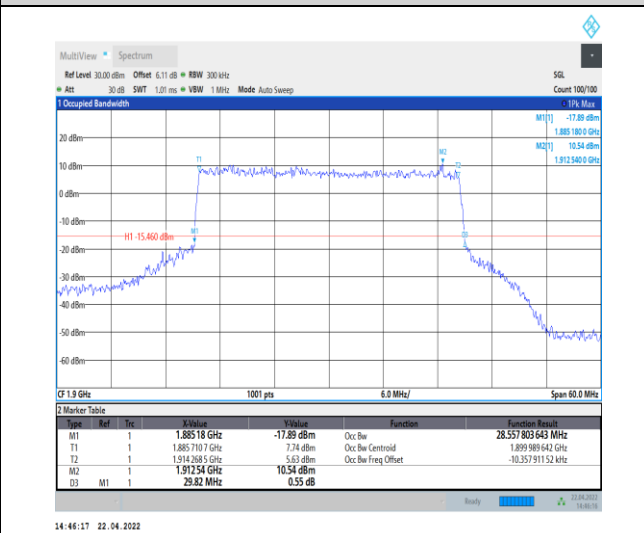 MultiView Spectrum
Ref Level 30.00 dBm Offset 6.11 dB RBW 300 kHz SGL
Att 30 dB SWT 1.01 ms VBW 1 MHz Mode Auto Sweep Count 100/100
1 Occupied Bandwidth 1Pk Max
M1[1] -17.89 dBm
1.885 180 0 GHz
M2[1] 10.54 dBm
1.912 540 0 GHz
20 dBm
M2
T1 T2
10 dBm
0 dBm
-10 dBm
H1 -15.460 dBm M1 D3
-20 dBm
-30 dBm
-40 dBm
-50 dBm
-60 dBm
CF 1.9 GHz 1001 pts 6.0 MHz/ Span 60.0 MHz
2 Marker Table
Type Ref Trc X-Value Y-Value Function Function Result
M1 1 1.88518 GHz -17.89 dBm Occ Bw 28.557 803 643 MHz
T1 1 1.885 710 7 GHz 7.74 dBm Occ Bw Centroid 1.899 989 642 GHz
T2 1 1.914 268 5 GHz 5.63 dBm Occ Bw Freq Offset -10.357 911 52 kHz
M2 1 1.91254 GHz 10.54 dBm
D3 M1 1 29.82 MHz 0.55 dB
Ready 22.04.2022
14:46:16
14:46:17 22.04.2022